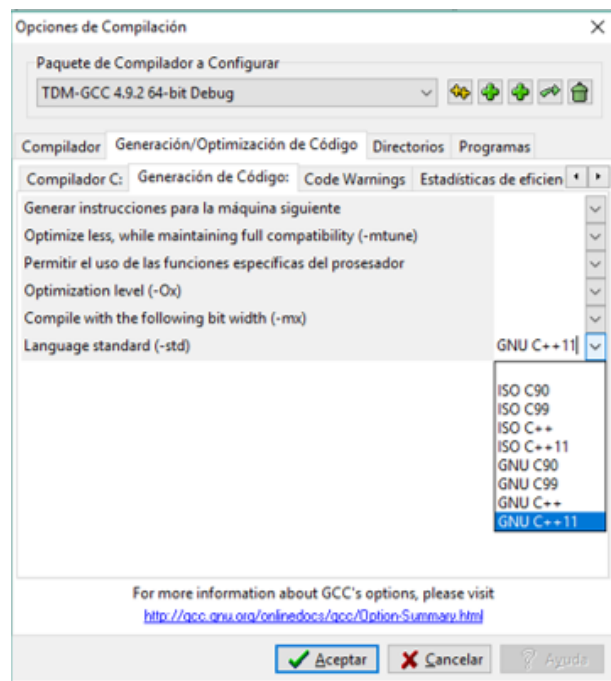 Opciones de Compilación
Paquete de Compilador a Configurar
TDM-GCC 4.9.2 64-bit Debug
Compilador Generación/Optimización de Código Directorios Programas
Compilador C: Generación de Código: Code Warnings Estadísticas de eficien
Generar instrucciones para la máquina siguiente
Optimize less, while maintaining full compatibility (-mtune)
Permitir el uso de las funciones específicas del prosesador
Optimization level (-Ox)
Compile with the following bit width (-mx)
Language standard (-std) GNU C++11
ISO C90
ISO C99
ISO C++
ISO C++11
GNU C90
GNU C99
GNU C++
GNU C++11
For more information about GCC's options, please visit
http://gcc.gnu.org/onlinedocs/gcc/Option-Summary.html
Aceptar Cancelar Ayuda